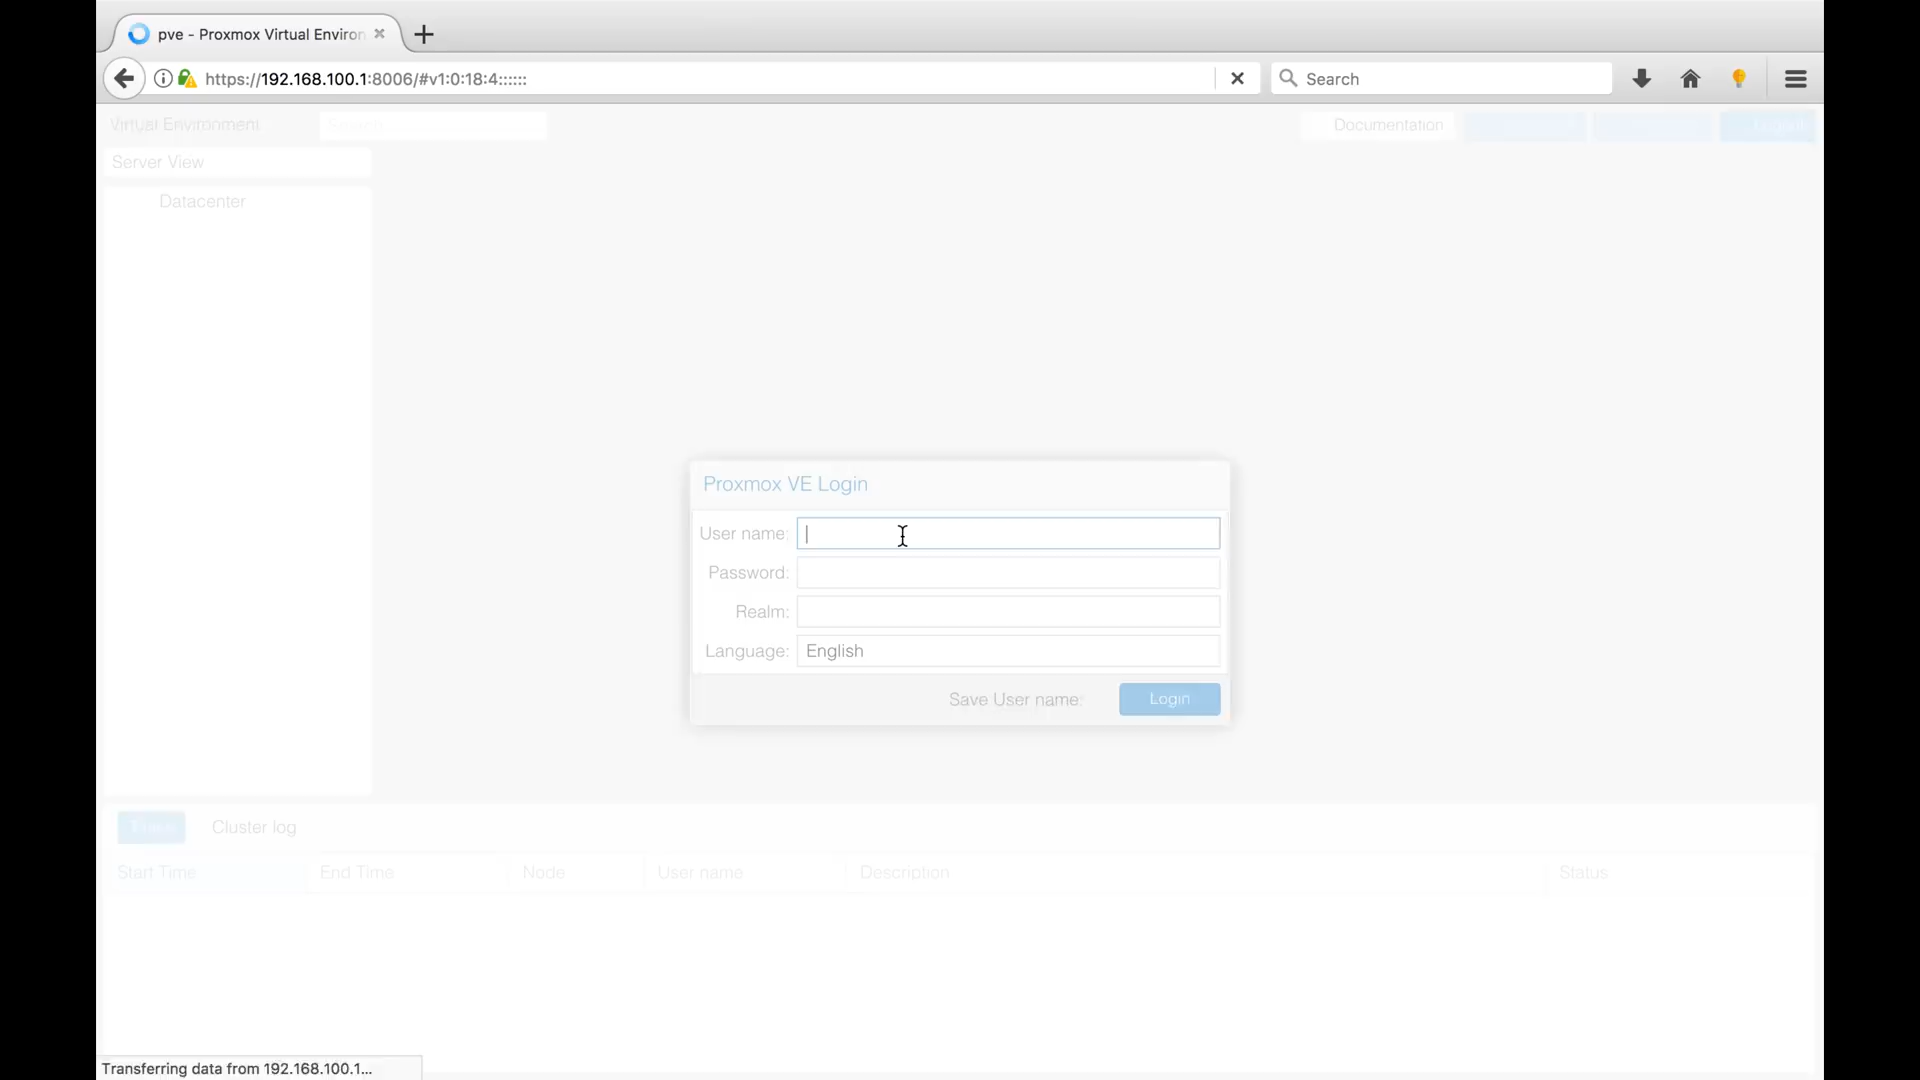 pve - Proxmox Virtual Environ
https://192.168.100.1:8006/#v1:0:18:4::::::
Search
Virtual Environment
Search
Documentation
Server View
Datacenter
Proxmox VE Login
User name:
Password:
Realm:
Language: English
Save User name:
Login
Cluster log
Start Time
End Time
Node
User name
Description
Status
Transferring data from 192.168.100.1...